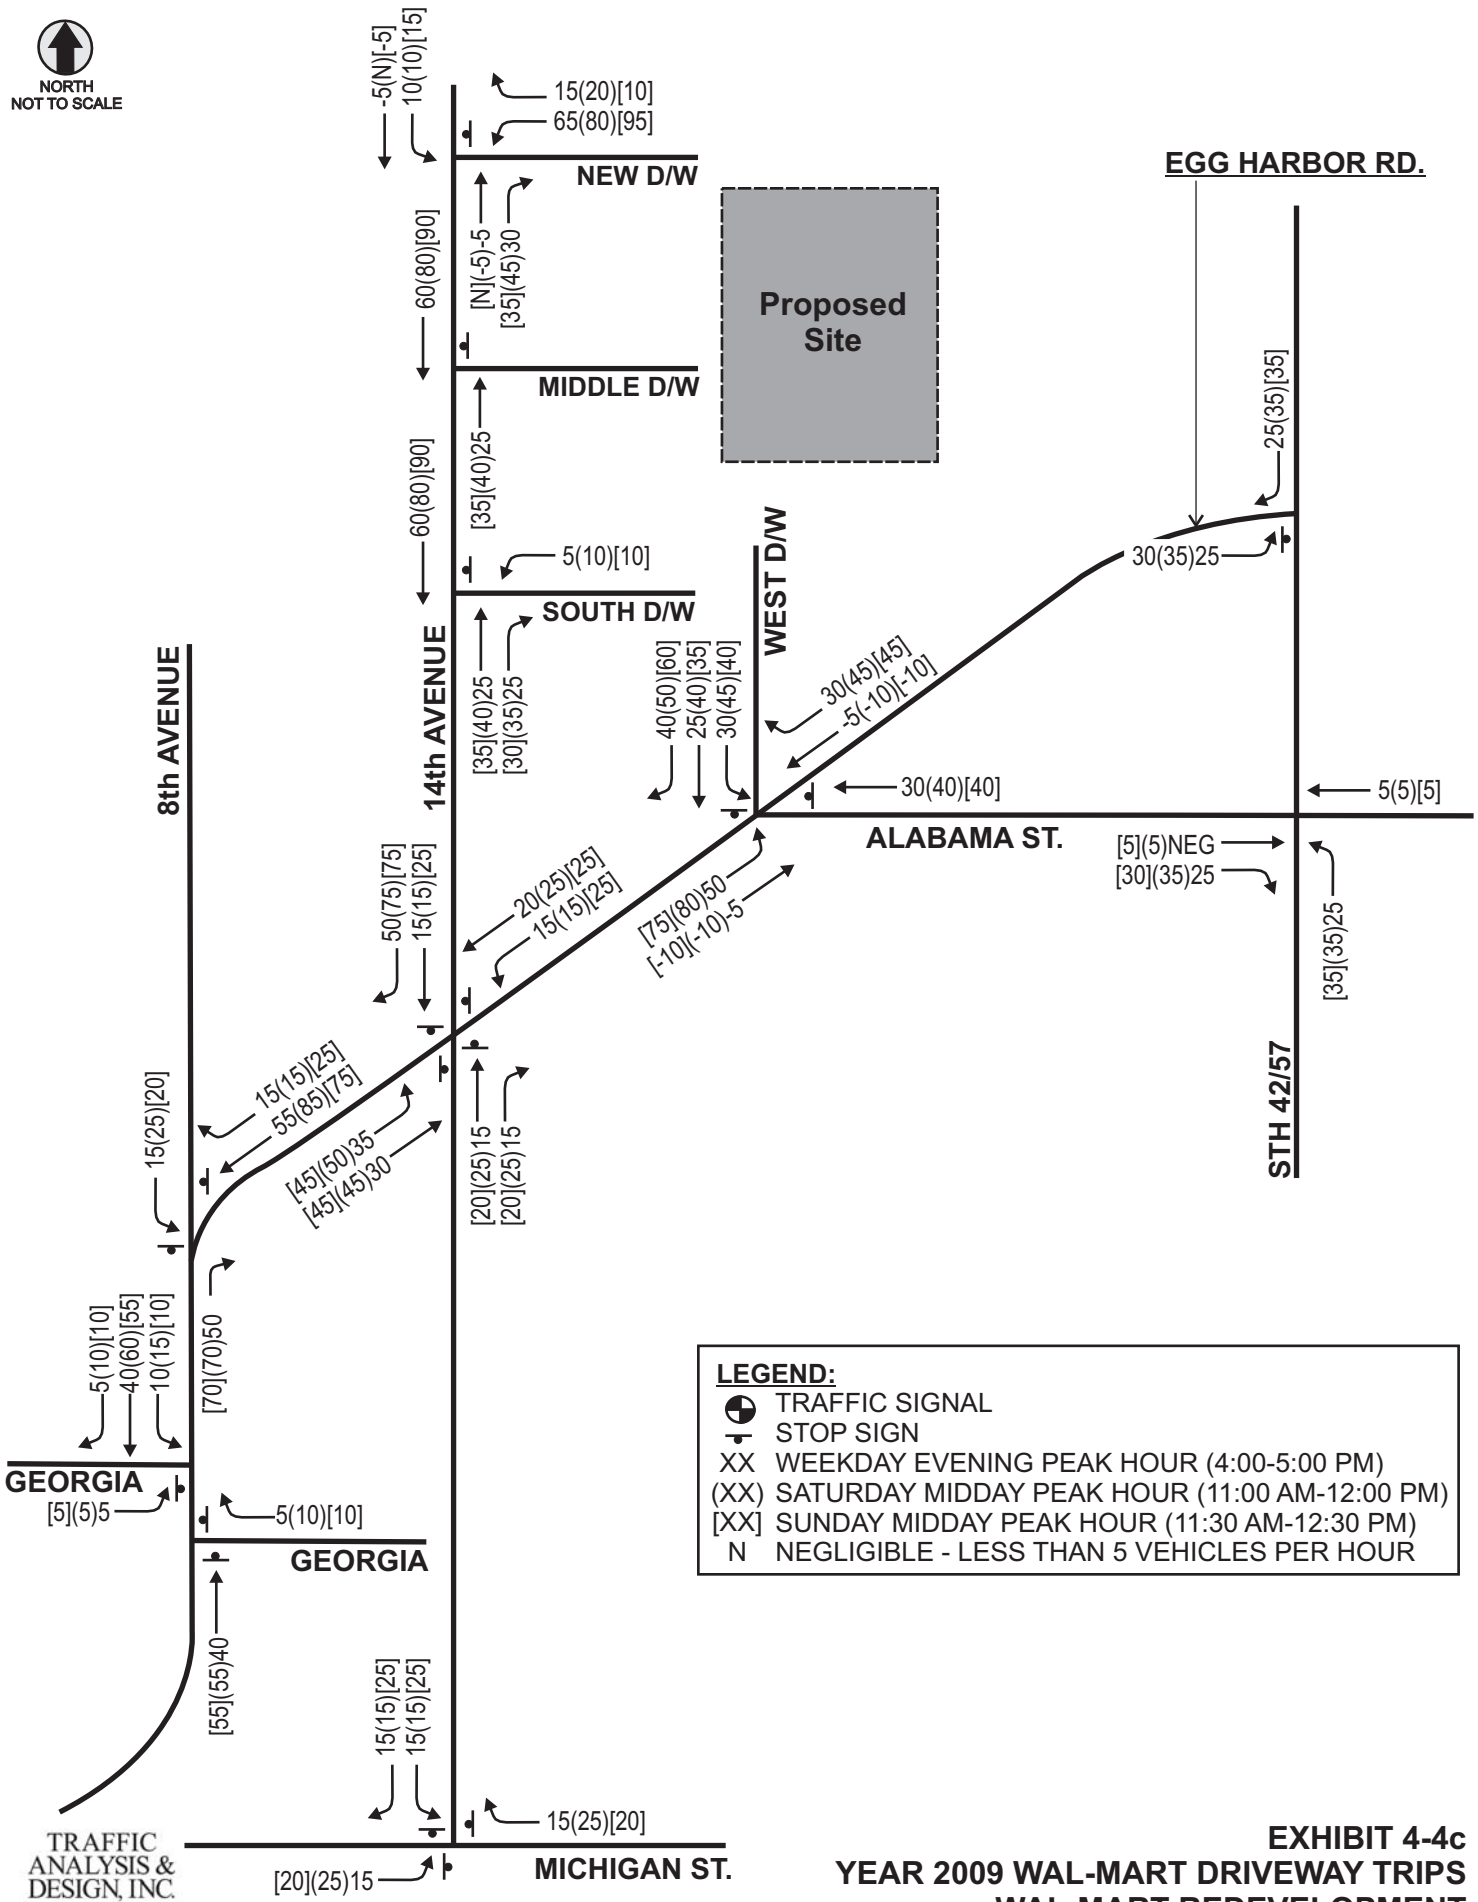 NORTH
NOT TO SCALE
-5(N)[-5]
10(10)[15]
15(20)[10]
65(80)[95]
NEW D/W
EGG HARBOR RD.
60(80)[90]
[N](-5)-5
[35](45)30
Proposed
Site
MIDDLE D/W
25(35)[35]
60(80)[90]
[35](40)25
5(10)[10]
30(35)25
SOUTH D/W
WEST D/W
8th AVENUE
14th AVENUE
[35](40)25
[30](35)25
40(50)[60]
25(40)[35]
30(45)[40]
30(45)[45]
-5(-10)[-10]
30(40)[40]
5(5)[5]
ALABAMA ST.
[5](5)NEG
[30](35)25
[35](35)25
50(75)[75]
15(15)[25]
20(25)[25]
15(15)[25]
[75](80)50
[-10](-10)-5
STH 42/57
15(25)[20]
15(15)[25]
55(85)[75]
[45](50)35
[45](45)30
[20](25)15
[20](25)15
5(10)[10]
40(60)[55]
10(15)[10]
[70](70)50
LEGEND:
TRAFFIC SIGNAL
STOP SIGN
XX WEEKDAY EVENING PEAK HOUR (4:00-5:00 PM)
(XX) SATURDAY MIDDAY PEAK HOUR (11:00 AM-12:00 PM)
[XX] SUNDAY MIDDAY PEAK HOUR (11:30 AM-12:30 PM)
N NEGLIGIBLE - LESS THAN 5 VEHICLES PER HOUR
GEORGIA
[5](5)5
5(10)[10]
GEORGIA
[55](55)40
15(15)[25]
15(15)[25]
15(25)[20]
[20](25)15
MICHIGAN ST.
TRAFFIC
ANALYSIS &
DESIGN, INC.
EXHIBIT 4-4c
YEAR 2009 WAL-MART DRIVEWAY TRIPS
WAL-MART REDEVELOPMENT